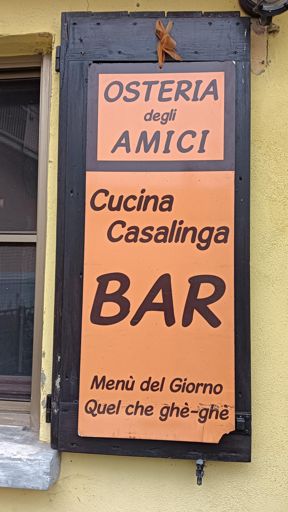 OSTERIA
degli
AMICI
Cucina
Casalinga
BAR
Menù del Giorno
Quel che ghè-ghè